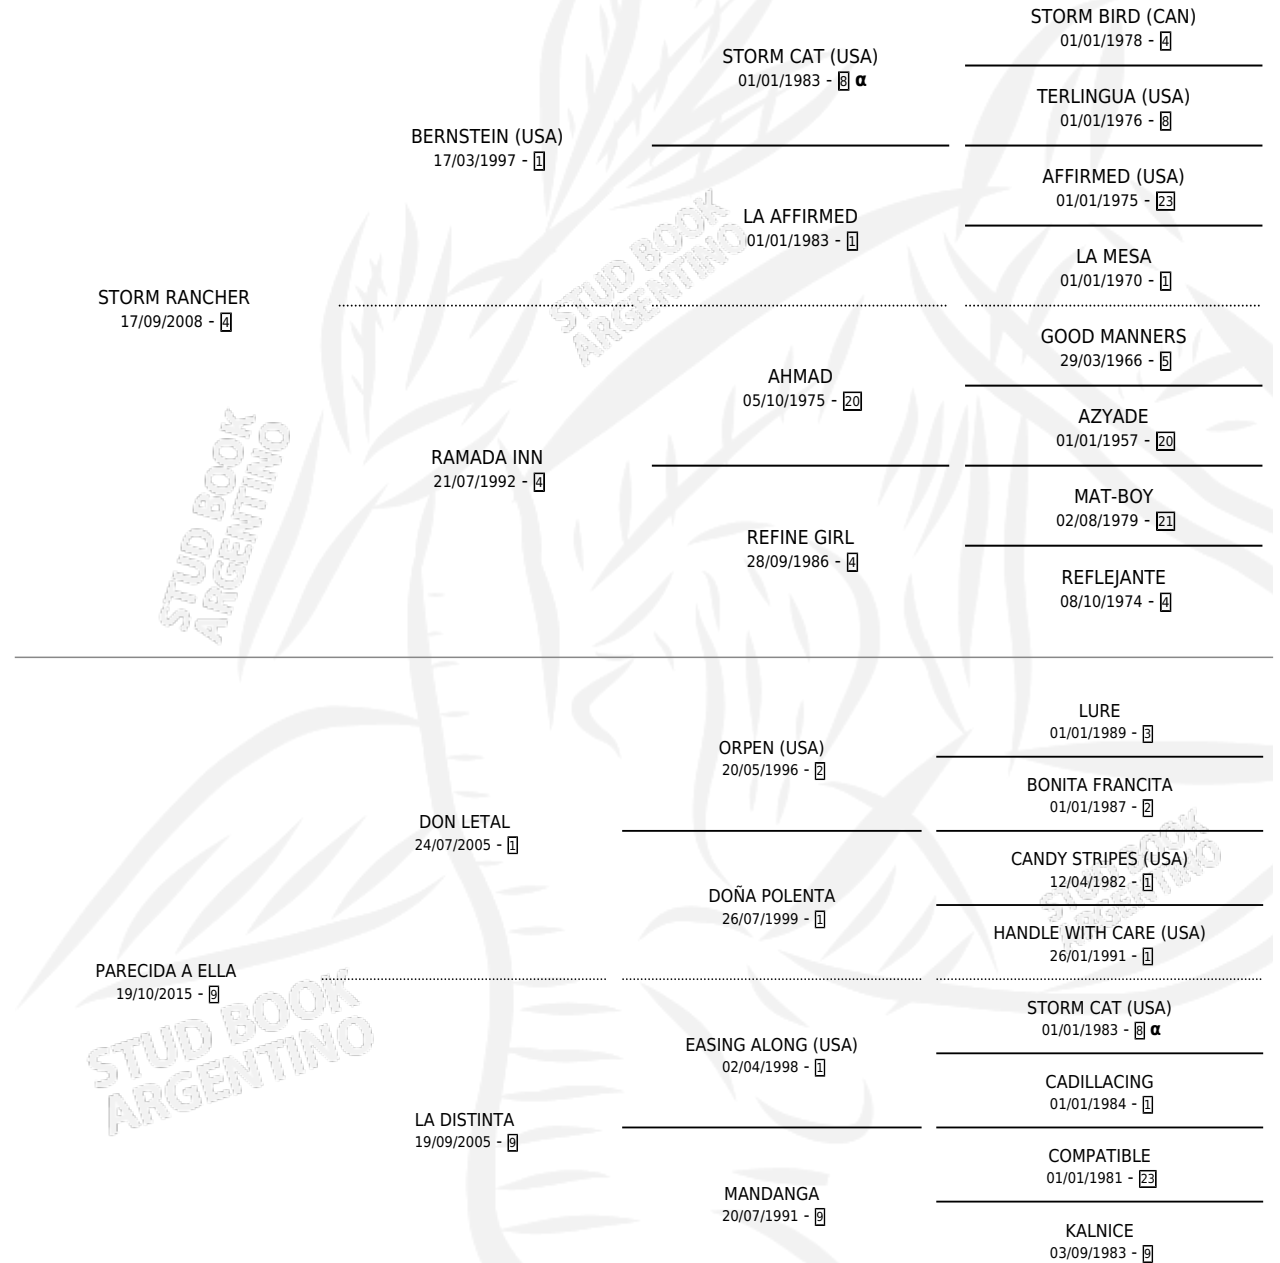 STORM BIRD (CAN)
01/01/1978 - 4
STORM CAT (USA)
01/01/1983 - 8 α
TERLINGUA (USA)
01/01/1976 - 8
BERNSTEIN (USA)
17/03/1997 - 1
AFFIRMED (USA)
01/01/1975 - 23
LA AFFIRMED
01/01/1983 - 1
LA MESA
01/01/1970 - 1
STORM RANCHER
17/09/2008 - 4
GOOD MANNERS
29/03/1966 - 5
AHMAD
05/10/1975 - 20
AZYADE
01/01/1957 - 20
RAMADA INN
21/07/1992 - 4
MAT-BOY
02/08/1979 - 21
REFINE GIRL
28/09/1986 - 4
REFLEJANTE
08/10/1974 - 4
LURE
01/01/1989 - 3
ORPEN (USA)
20/05/1996 - 2
BONITA FRANCITA
01/01/1987 - 2
DON LETAL
24/07/2005 - 1
CANDY STRIPES (USA)
12/04/1982 - 1
DOÑA POLENTA
26/07/1999 - 1
HANDLE WITH CARE (USA)
26/01/1991 - 1
PARECIDA A ELLA
19/10/2015 - 9
STORM CAT (USA)
01/01/1983 - 8 α
EASING ALONG (USA)
02/04/1998 - 1
CADILLACING
01/01/1984 - 1
LA DISTINTA
19/09/2005 - 9
COMPATIBLE
01/01/1981 - 23
MANDANGA
20/07/1991 - 9
KALNICE
03/09/1983 - 9
STUD BOOK
ARGENTINO
STUD BOOK
ARGENTINO
STUD BOOK
ARGENTINO
STUD BOOK
ARGENTINO